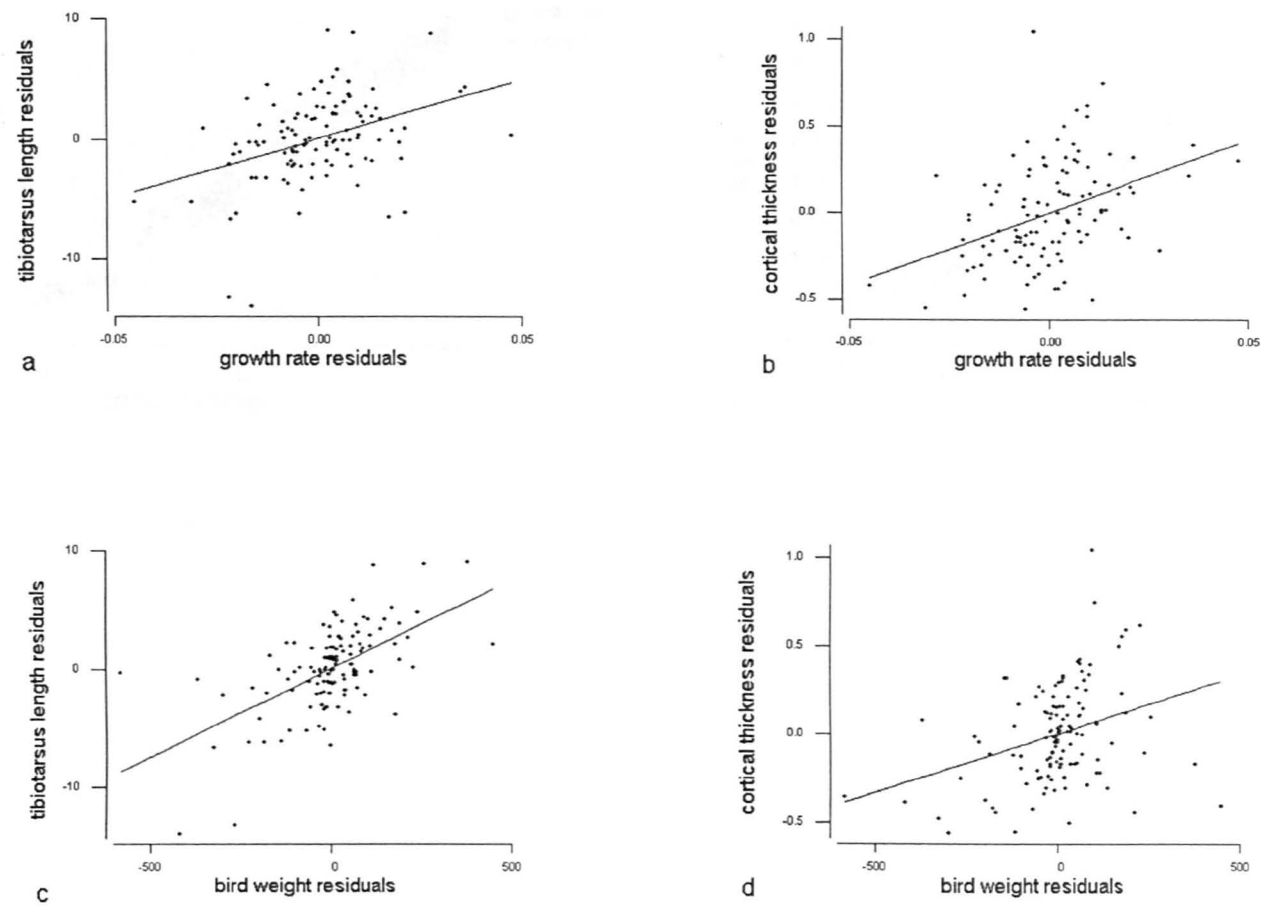 10
0
-10
tibiotarsus length residuals
-0.05
0.00
0.05
growth rate residuals
a
1.0
0.5
0.0
-0.5
cortical thickness residuals
-0.05
0.00
0.05
growth rate residuals
b
10
0
-10
tibiotarsus length residuals
-500
0
500
bird weight residuals
c
1.0
0.5
0.0
-0.5
cortical thickness residuals
-500
0
500
bird weight residuals
d